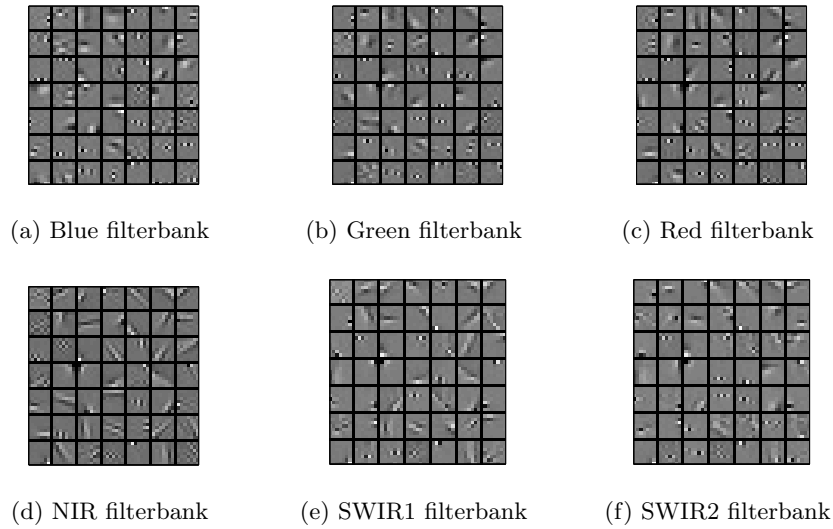 (a) Blue filterbank
(b) Green filterbank
(c) Red filterbank
(d) NIR filterbank
(e) SWIR1 filterbank
(f) SWIR2 filterbank